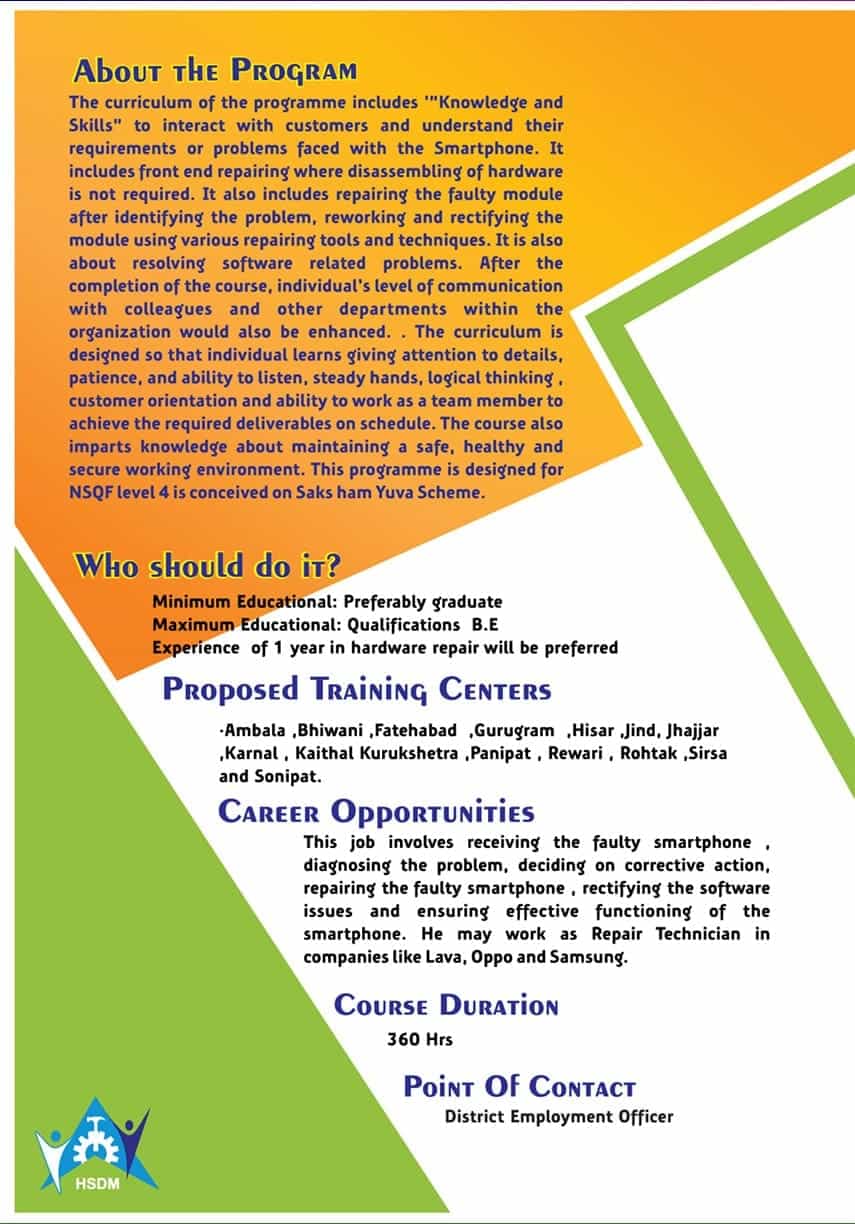 About the Program
The curriculum of the programme includes '"Knowledge and
Skills" to interact with customers and understand their
requirements or problems faced with the Smartphone. It
includes front end repairing where disassembling of hardware
is not required. It also includes repairing the faulty module
after identifying the problem, reworking and rectifying the
module using various repairing tools and techniques. It is also
about resolving software related problems. After the
completion of the course, individual's level of communication
with colleagues and other departments within the
organization would also be enhanced. . The curriculum is
designed so that individual learns giving attention to details,
patience, and ability to listen, steady hands, logical thinking ,
customer orientation and ability to work as a team member to
achieve the required deliverables on schedule. The course also
imparts knowledge about maintaining a safe, healthy and
secure working environment. This programme is designed for
NSQF level 4 is conceived on Saks ham Yuva Scheme.
Who should do it?
Minimum Educational: Preferably graduate
Maximum Educational: Qualifications B.E
Experience of 1 year in hardware repair will be preferred
Proposed Training Centers
·Ambala ,Bhiwani ,Fatehabad ,Gurugram ,Hisar ,Jind, Jhajjar
,Karnal , Kaithal Kurukshetra ,Panipat , Rewari , Rohtak ,Sirsa
and Sonipat.
Career Opportunities
This job involves receiving the faulty smartphone ,
diagnosing the problem, deciding on corrective action,
repairing the faulty smartphone , rectifying the software
issues and ensuring effective functioning of the
smartphone. He may work as Repair Technician in
companies like Lava, Oppo and Samsung.
Course Duration
360 Hrs
Point Of Contact
District Employment Officer
HSDM